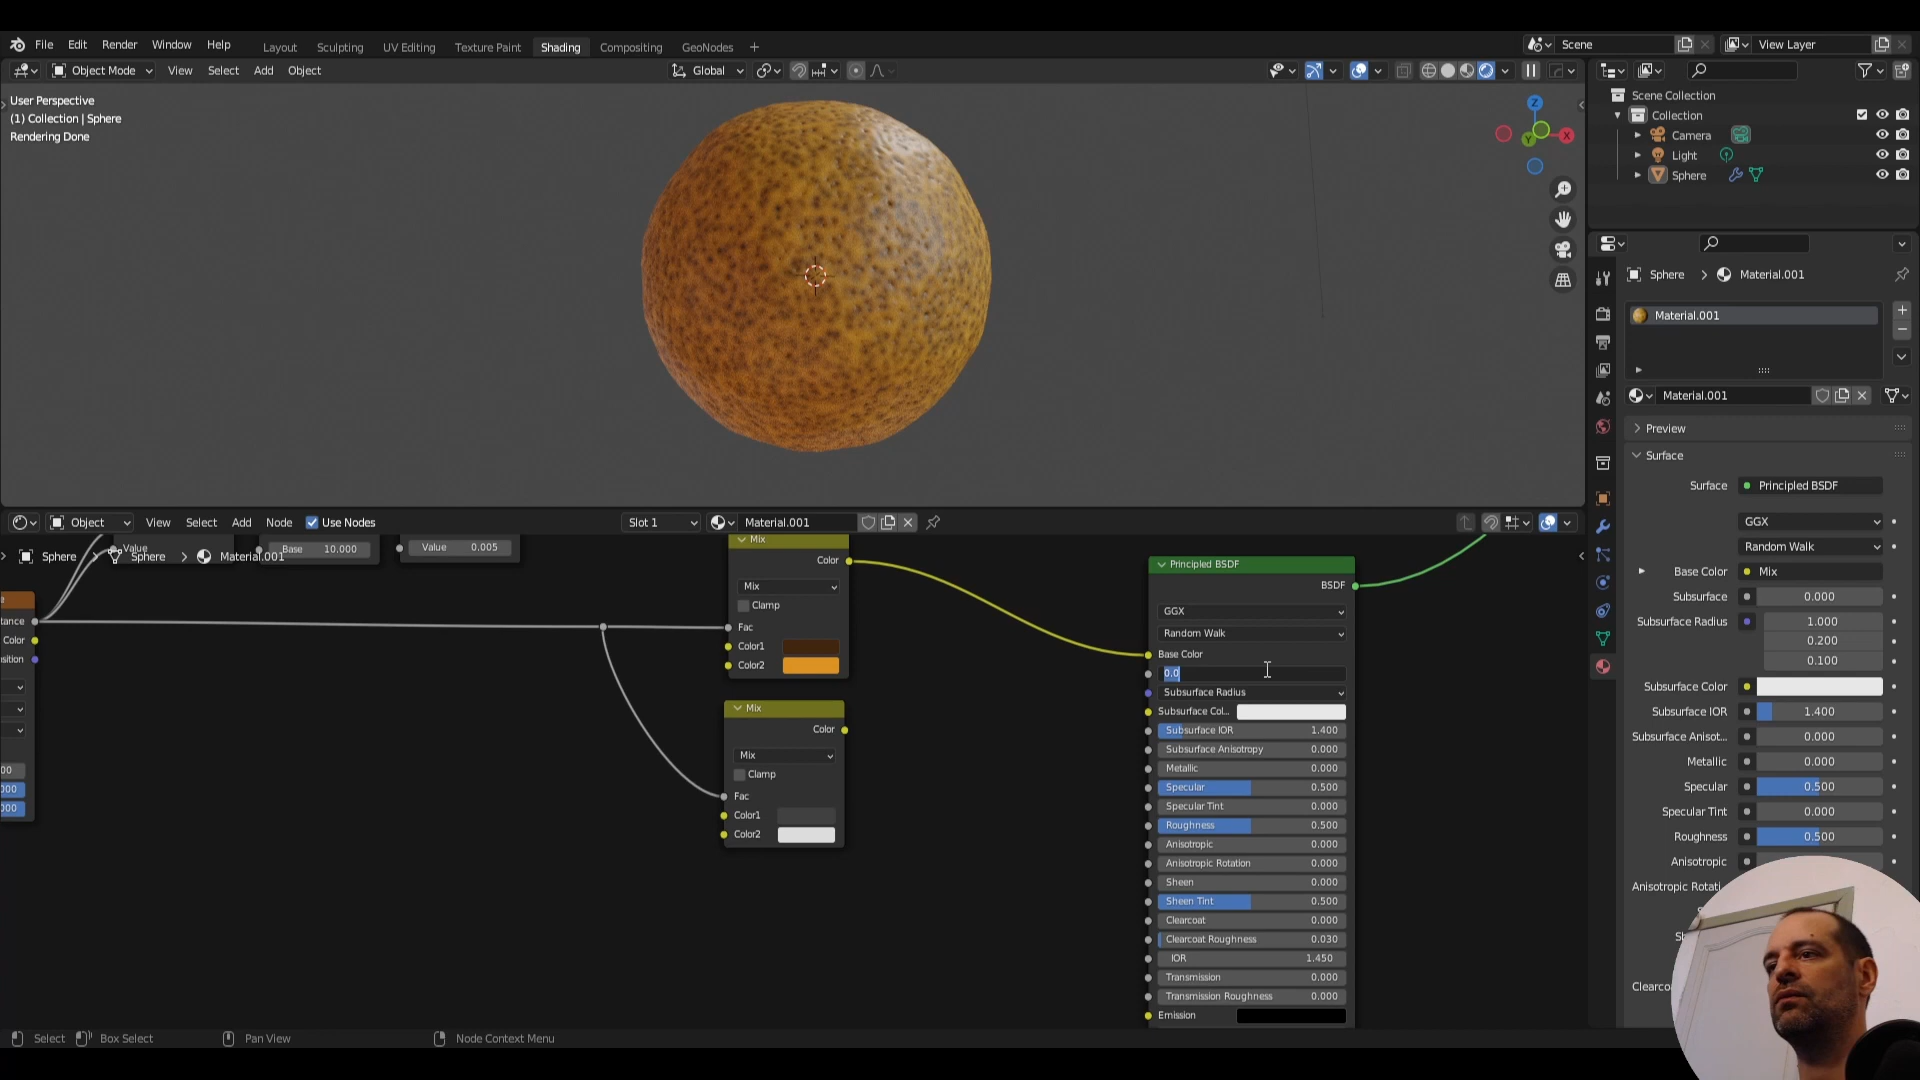 File Edit Render Window Help Layout Sculpting UV Editing Texture Paint Shading Compositing GeoNodes + Scene View Layer
Object Mode View Select Add Object Global
User Perspective
(1) Collection | Sphere
Rendering Done
Z
X
Y
Scene Collection
Collection
Camera
Light
Sphere
Sphere > Material.001
Material.001
Material.001
Preview
Surface
Surface Principled BSDF
GGX
Random Walk
Base Color Mix
Subsurface 0.000
Subsurface Radius 1.000
0.200
0.100
Subsurface Color
Subsurface IOR 1.400
Subsurface Anisot... 0.000
Metallic 0.000
Specular 0.500
Specular Tint 0.000
Roughness 0.500
Anisotropic
Anisotropic Rotati
Clearco
Object View Select Add Node Use Nodes Slot 1 Material.001
Sphere > Sphere > Material.001
Value
Base 10.000
Value 0.005
tance
Color
sition
00
000
000
Mix
Color
Mix
Clamp
Fac
Color1
Color2
Mix
Color
Mix
Clamp
Fac
Color1
Color2
Principled BSDF
BSDF
GGX
Random Walk
Base Color
0.0
Subsurface Radius
Subsurface Col...
Subsurface IOR 1.400
Subsurface Anisotropy 0.000
Metallic 0.000
Specular 0.500
Specular Tint 0.000
Roughness 0.500
Anisotropic 0.000
Anisotropic Rotation 0.000
Sheen 0.000
Sheen Tint 0.500
Clearcoat 0.000
Clearcoat Roughness 0.030
IOR 1.450
Transmission 0.000
Transmission Roughness 0.000
Emission
Select Box Select Pan View Node Context Menu